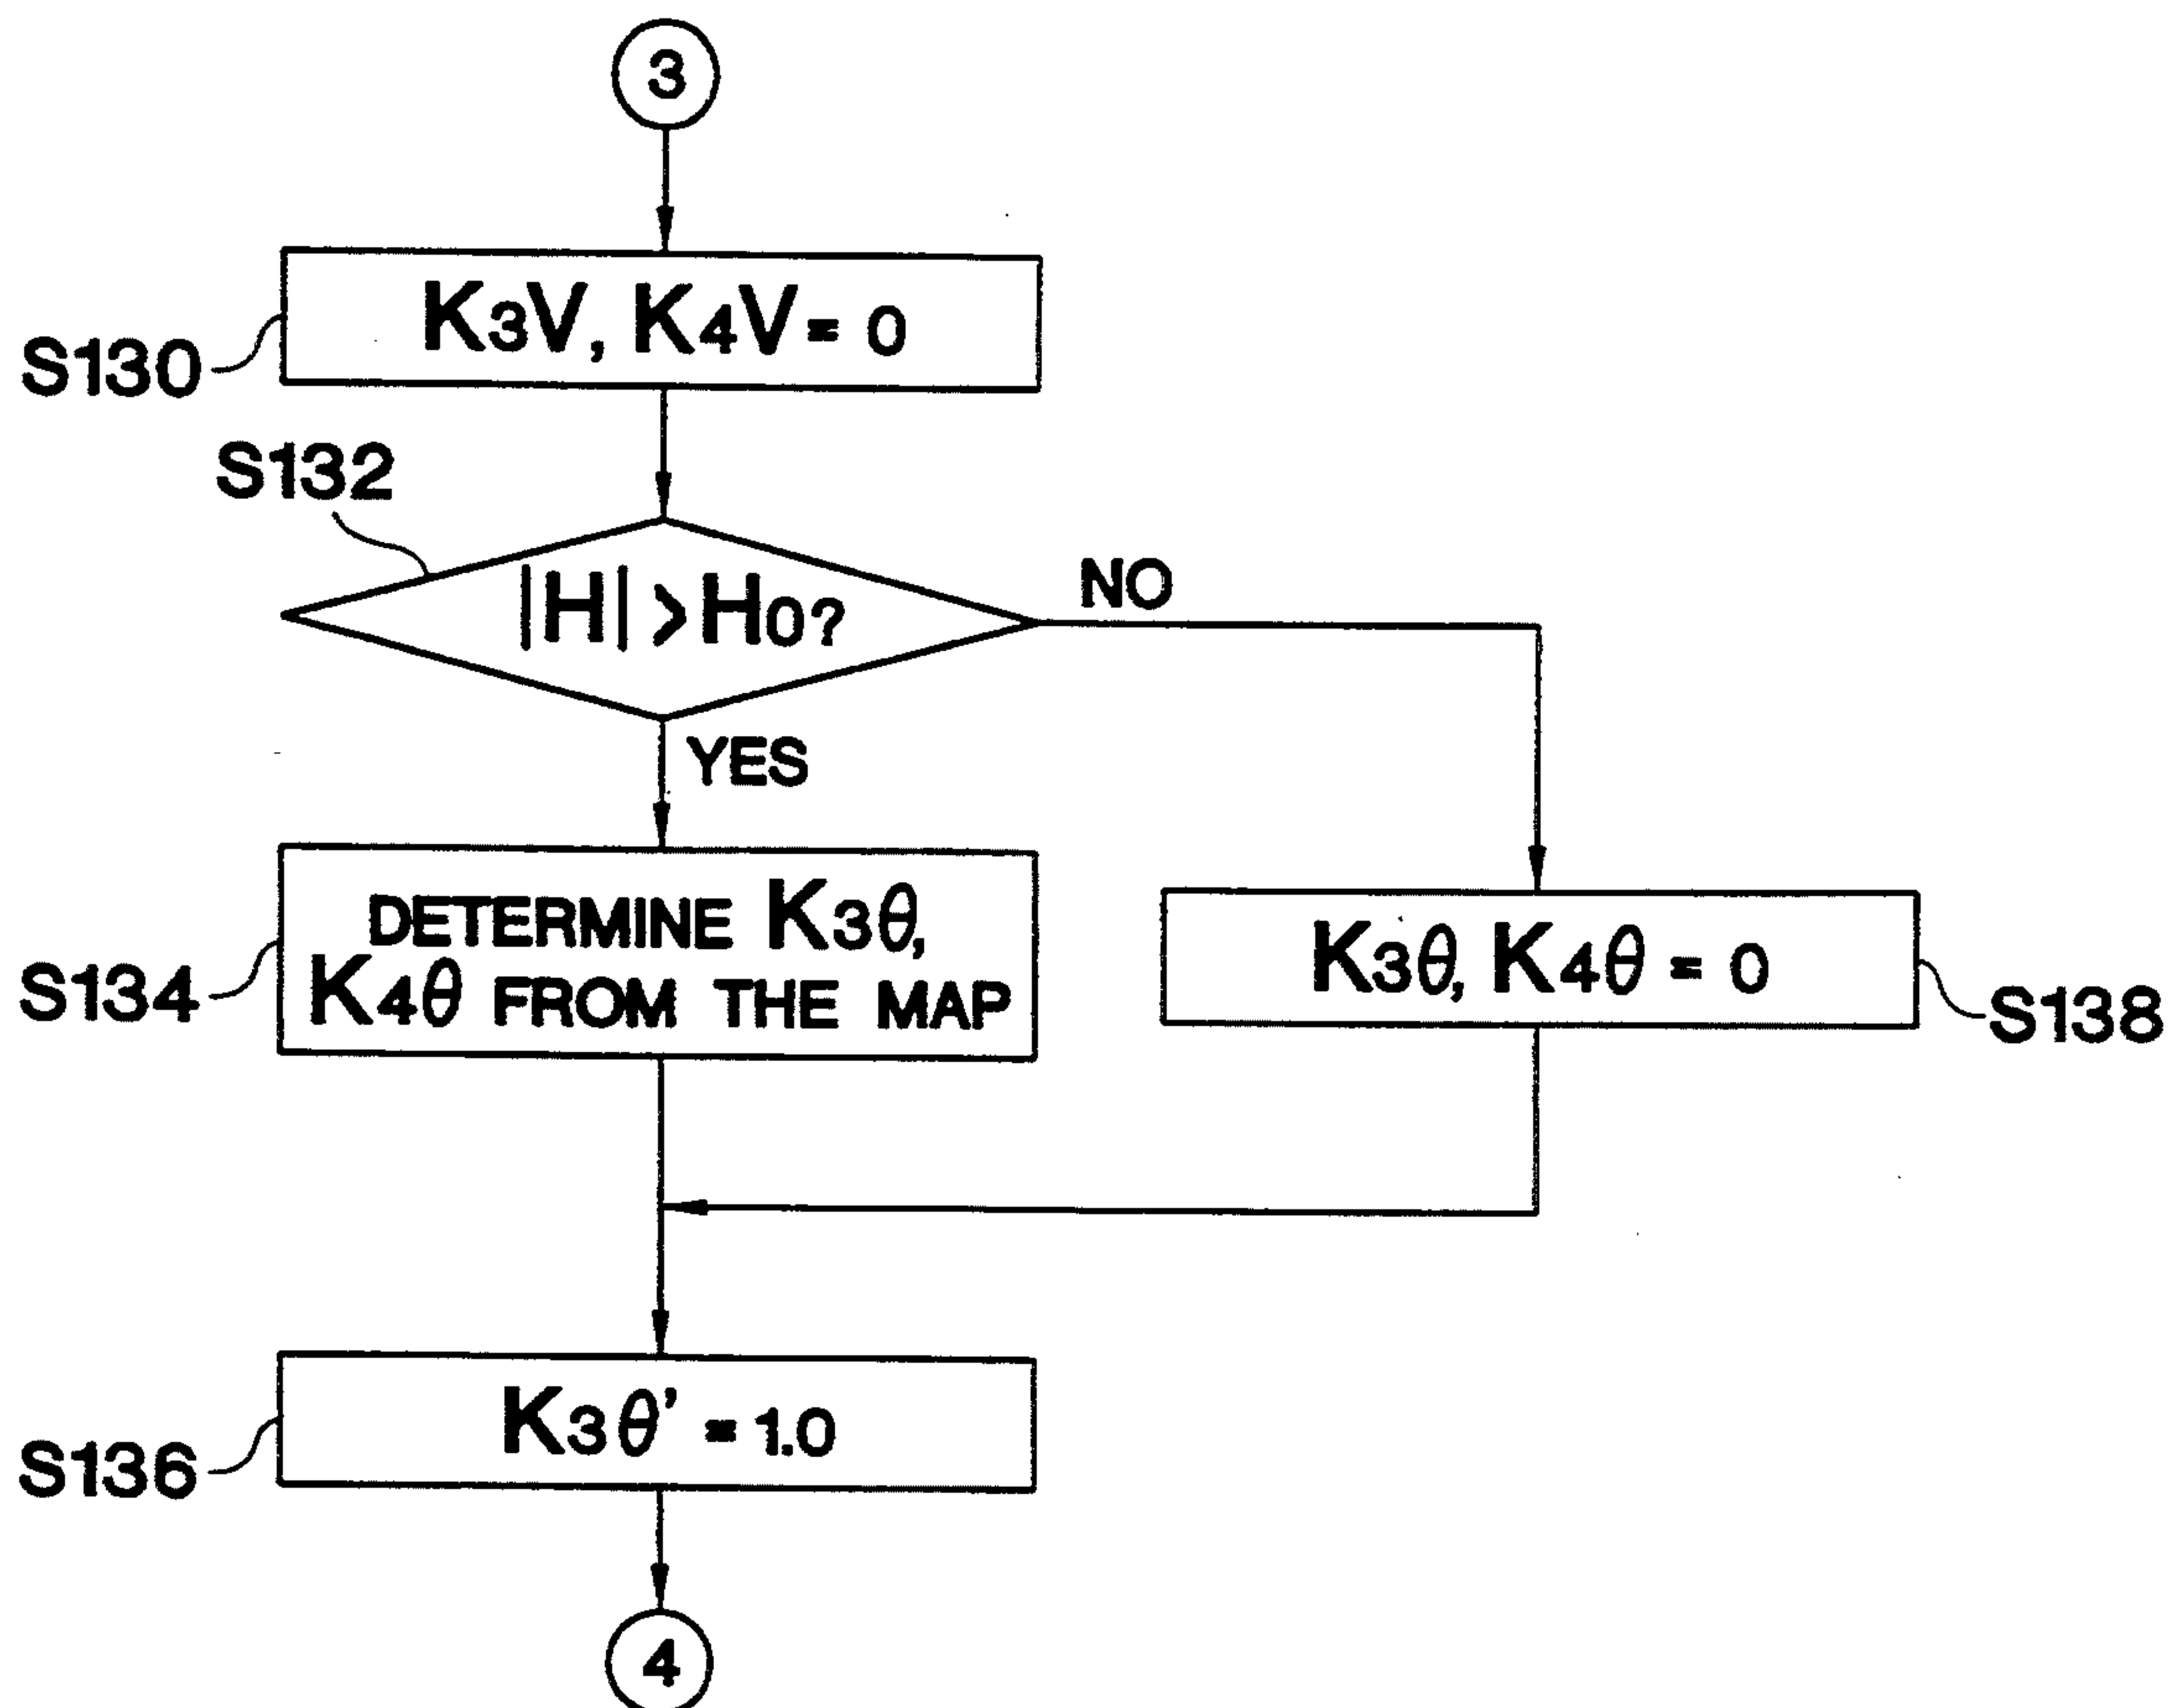 3
K3V, K4V = 0
S130
S132
|H| > H0?
NO
YES
DETERMINE K3θ,
K4θ FROM THE MAP
S134
K3θ, K4θ = 0
S138
K3θ' = 1.0
S136
4